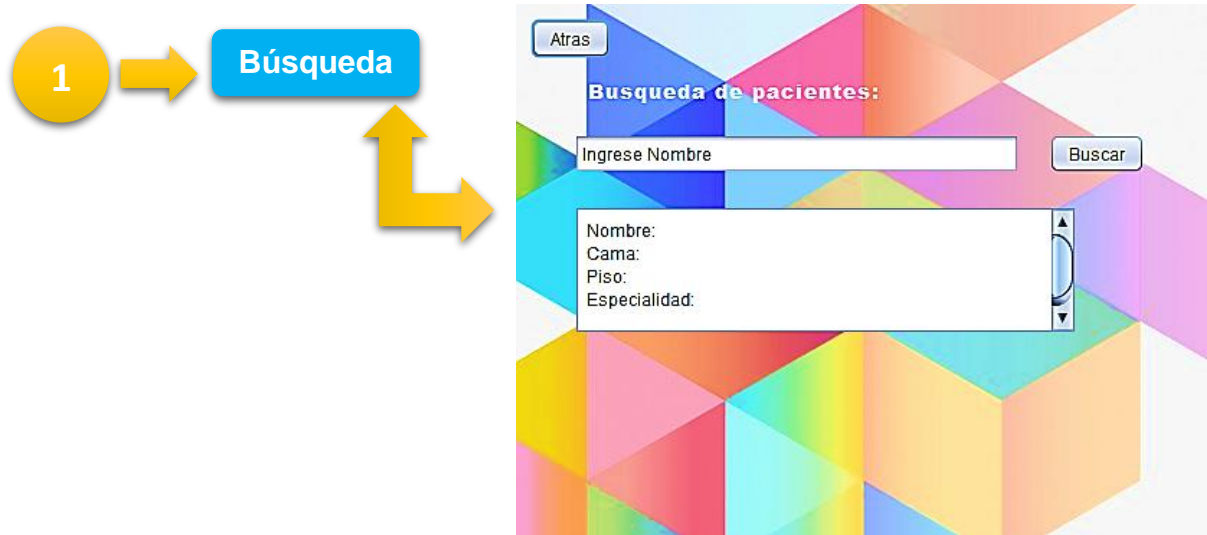 1
Búsqueda
Atras
Busqueda de pacientes:
Ingrese Nombre
Buscar
Nombre:
Cama:
Piso:
Especialidad: